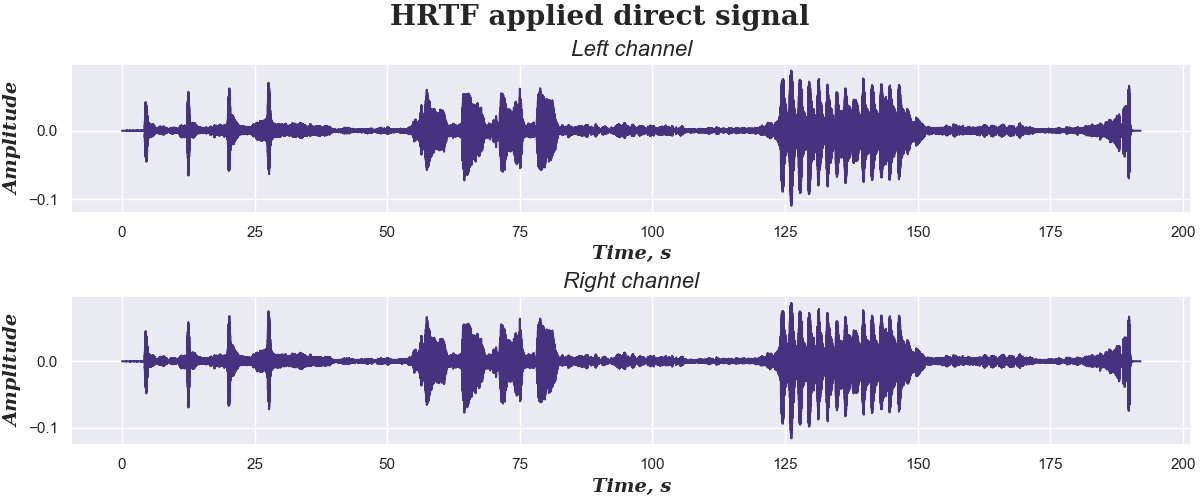 HRTF applied direct signal
Left channel
Amplitude
0.0
−0.1
0 25 50 75 100 125 150 175 200
Time, s
Right channel
Amplitude
0.0
−0.1
0 25 50 75 100 125 150 175 200
Time, s